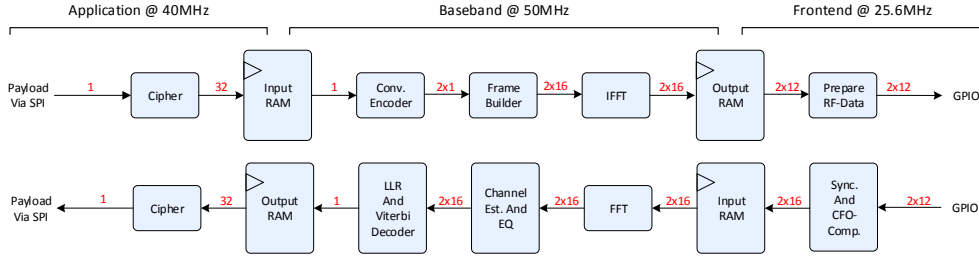 Application @ 40MHz
Baseband @ 50MHz
Frontend @ 25.6MHz
Payload
Via SPI
1
Cipher
32
Input
RAM
1
Conv.
Encoder
2x1
Frame
Builder
2x16
IFFT
2x16
Output
RAM
2x12
Prepare
RF-Data
2x12
GPIO
Payload
Via SPI
1
Cipher
32
Output
RAM
1
LLR
And
Viterbi
Decoder
2x16
Channel
Est. And
EQ
2x16
FFT
2x16
Input
RAM
2x16
Sync.
And
CFO-
Comp.
2x12
GPIO